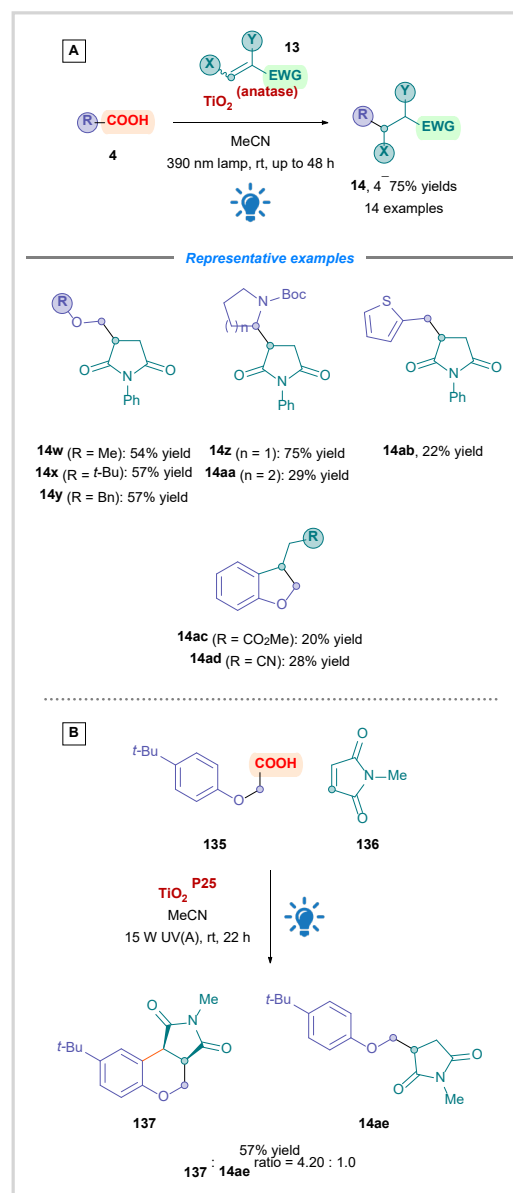 A
Y 13
X
EWG
TiO2 (anatase)
R COOH
4
MeCN
390 nm lamp, rt, up to 48 h
Y
R
EWG
X
14, 4‾75% yields
14 examples
Representative examples
R
O
O N O
Ph
N Boc
( )n
O N O
Ph
S
O N O
Ph
14w (R = Me): 54% yield
14x (R = t-Bu): 57% yield
14y (R = Bn): 57% yield
14z (n = 1): 75% yield
14aa (n = 2): 29% yield
14ab, 22% yield
R
O
14ac (R = CO2Me): 20% yield
14ad (R = CN): 28% yield
B
t-Bu
COOH
O
O
N Me
O
135
136
TiO2 P25
MeCN
15 W UV(A), rt, 22 h
Me
O N
O
t-Bu
O
t-Bu
O
O
O N
Me
137
14ae
57% yield
137 : 14ae ratio = 4.20 : 1.0